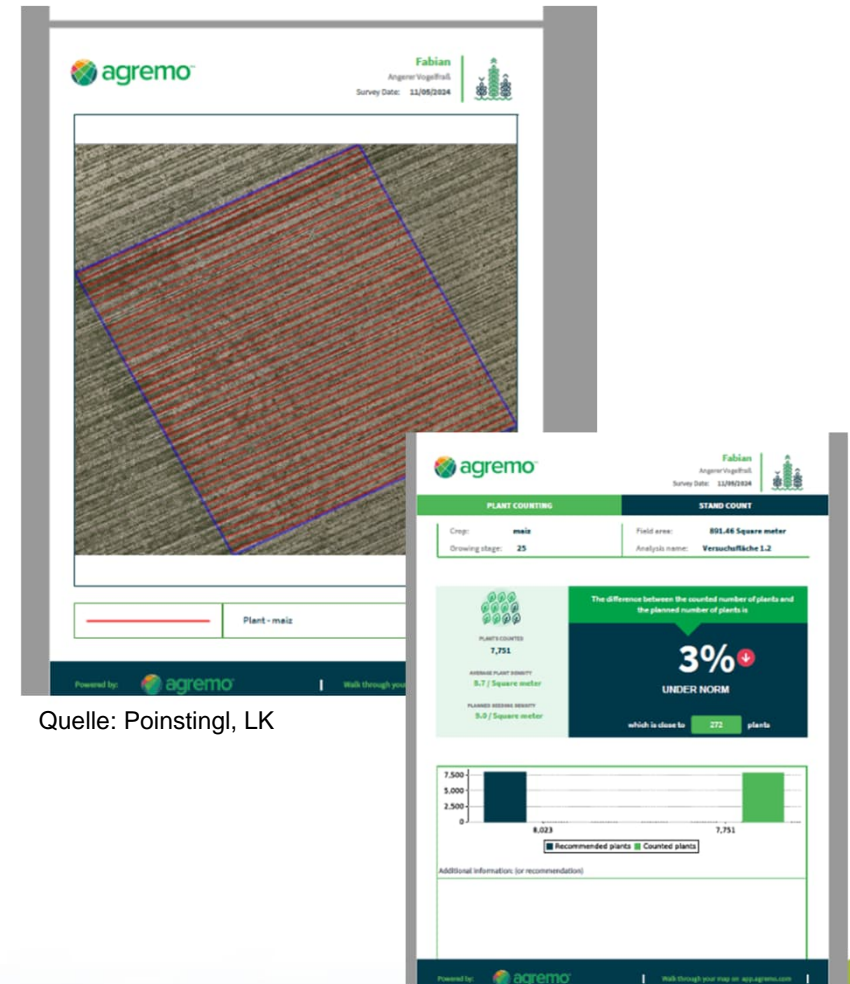 agremo
Fabian
Angerer Vogelfraß
Survey Date: 11/05/2024
Plant - maiz
Powered by: agremo
Walk through your
Quelle: Poinstingl, LK
agremo
Fabian
Angerer Vogelfraß
Survey Date: 11/05/2024
PLANT COUNTING STAND COUNT
Crop: maiz Field area: 891.46 Square meter
Growing stage: 25 Analysis name: Versuchsfläche 1.2
The difference between the counted number of plants and
the planned number of plants is
PLANTS COUNTED
7,751
AVERAGE PLANT DENSITY
8.7 / Square meter
PLANNED SEEDING DENSITY
9.0 / Square meter
3%
UNDER NORM
which is close to 272 plants
7,500
5,000
2,500
0
8,023 7,751
Recommended plants Counted plants
Additional information: (or recommendation)
Powered by: agremo Walk through your map on app.agremo.com